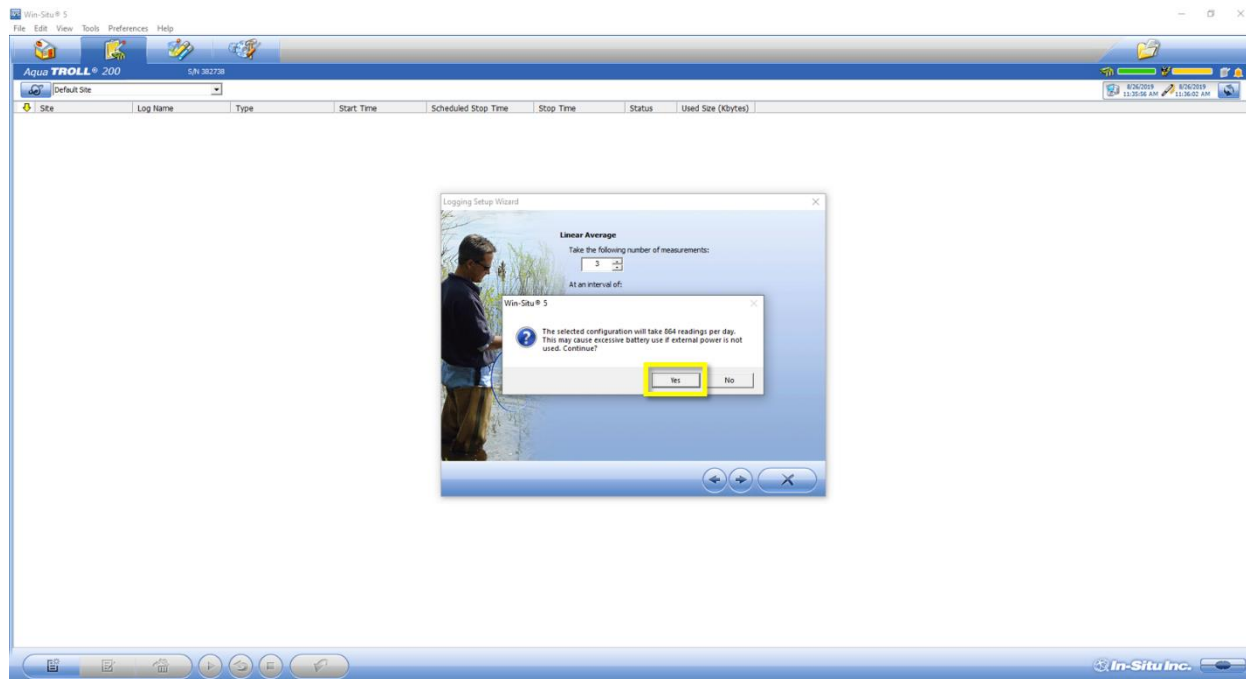 Win-Situ® 5
File Edit View Tools Preferences Help
Aqua TROLL® 200 S/N 382738
Default Site
8/26/2019 11:35:56 AM 8/26/2019 11:36:02 AM
Site Log Name Type Start Time Scheduled Stop Time Stop Time Status Used Size (Kbytes)
Logging Setup Wizard
Linear Average
Take the following number of measurements:
3
At an interval of:
Win-Situ® 5
The selected configuration will take 864 readings per day.
This may cause excessive battery use if external power is not
used. Continue?
Yes No
In-Situ Inc.